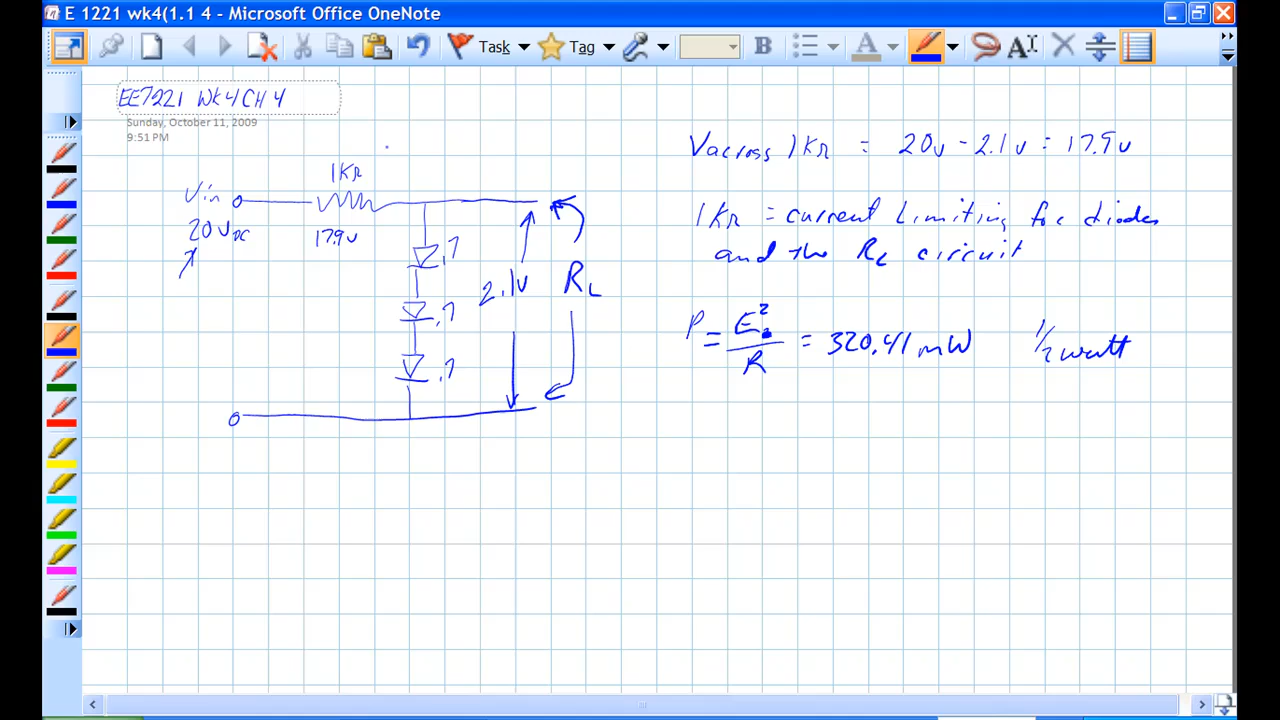 E 1221 wk4(1.1 4 - Microsoft Office OneNote
Task Tag B A A
EE7221 WK4 CH 4
Sunday, October 11, 2009
9:51 PM
Vacross 1KΩ = 20v - 2.1v = 17.9v
1KΩ
Vin
20 VDC
17.9v
1KΩ = current Limiting for diodes
and the RL circuit
.7
2.1v
RL
.7
.7
P = E²/R = 320.41 mW 1/2 watt